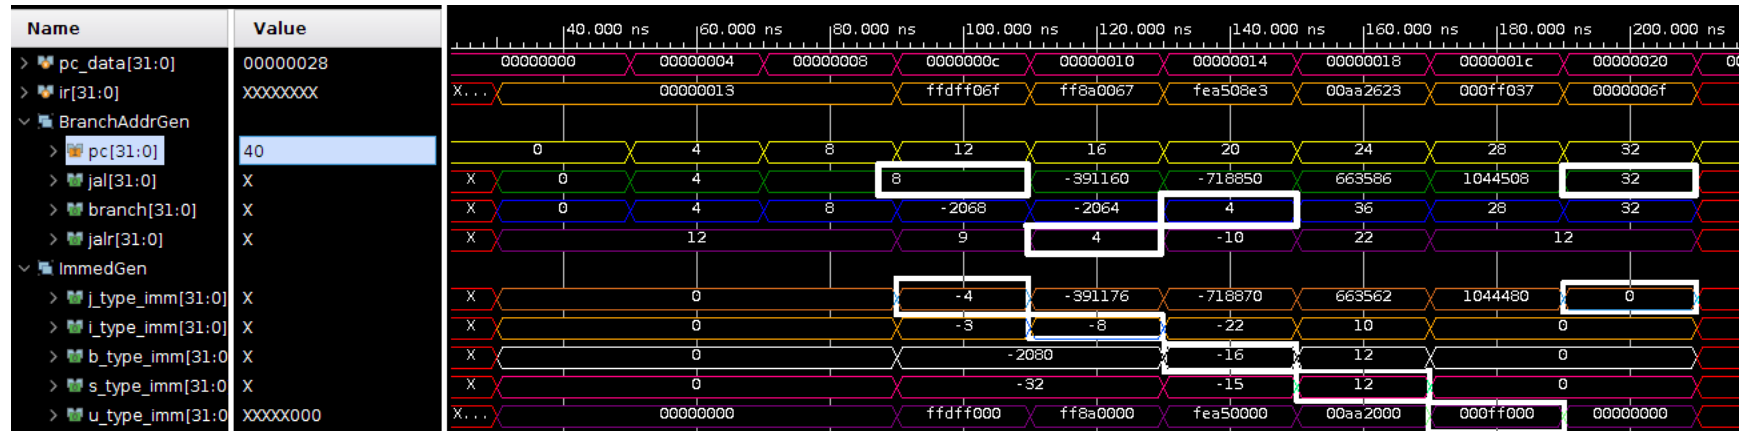 Name Value 40.000 ns 60.000 ns 80.000 ns 100.000 ns 120.000 ns 140.000 ns 160.000 ns 180.000 ns 200.000 ns
pc_data[31:0] 00000028 00000000 00000004 00000008 0000000c 00000010 00000014 00000018 0000001c 00000020 00
ir[31:0] XXXXXXXX X... 00000013 ffdff06f ff8a0067 fea508e3 00aa2623 000ff037 0000006f
BranchAddrGen
pc[31:0] 40 0 4 8 12 16 20 24 28 32
jal[31:0] X X 0 4 8 -391160 -718850 663586 1044508 32
branch[31:0] X X 0 4 8 -2068 -2064 4 36 28 32
jalr[31:0] X X 12 9 4 -10 22 12
ImmedGen
j_type_imm[31:0] X X 0 -4 -391176 -718870 663562 1044480 0
i_type_imm[31:0] X X 0 -3 -8 -22 10 0
b_type_imm[31:0 X X 0 -2080 -16 12 0
s_type_imm[31:0 X X 0 -32 -15 12 0
u_type_imm[31:0 XXXXX000 X... 00000000 ffdff000 ff8a0000 fea50000 00aa2000 000ff000 00000000